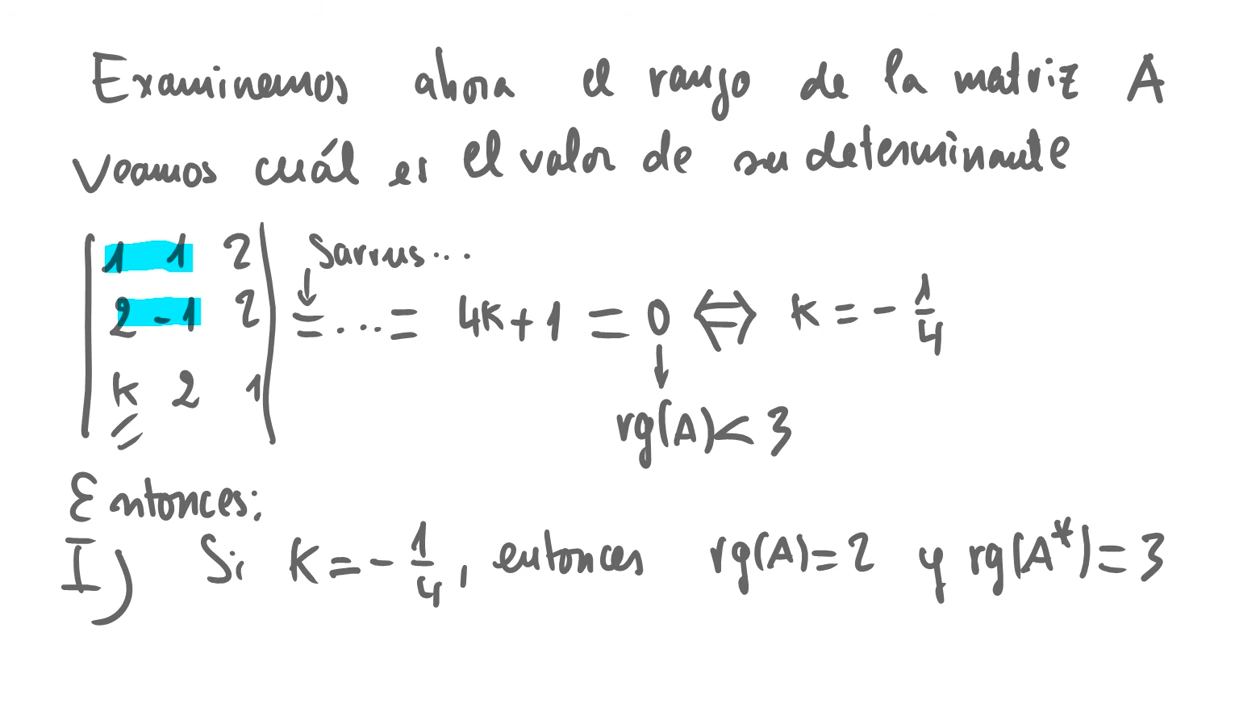 Examinemos ahora el rango de la matriz A
Veamos cuál es el valor de su determinante
| 1 1 2 | Sarrus...
| 2 -1 2 | = ... = 4K+1 = 0 ⇔ K = - 1/4
| K 2 1 |
rg(A) < 3
Entonces:
I) Si K = - 1/4, entonces rg(A) = 2 y rg(A*) = 3